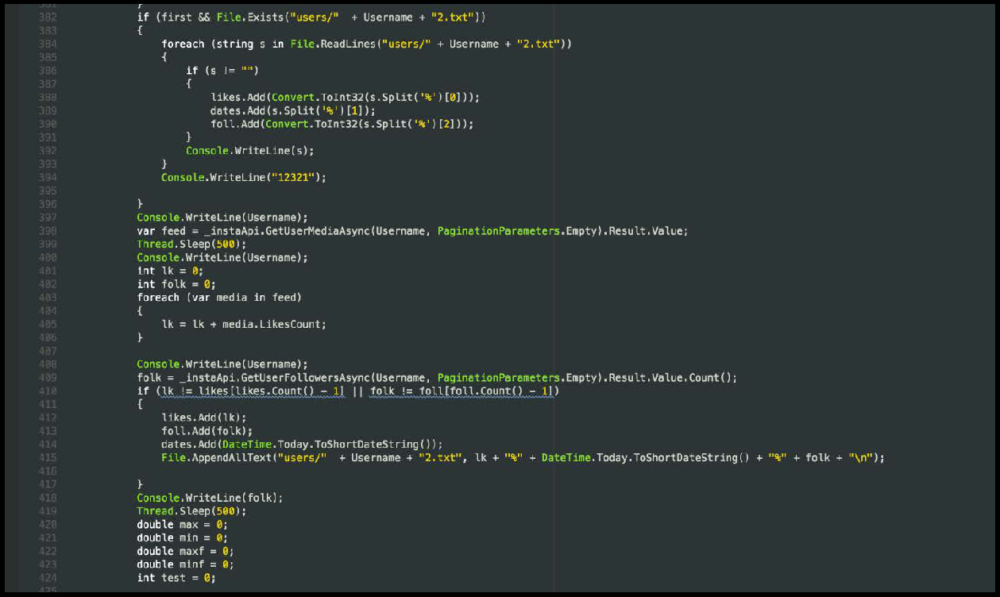 381 }
382 if (first && File.Exists("users/" + Username + "2.txt"))
383 {
384 foreach (string s in File.ReadLines("users/" + Username + "2.txt"))
385 {
386 if (s != "")
387 {
388 likes.Add(Convert.ToInt32(s.Split('%')[0]));
389 dates.Add(s.Split('%')[1]);
390 foll.Add(Convert.ToInt32(s.Split('%')[2]));
391 }
392 Console.WriteLine(s);
393 }
394 Console.WriteLine("12321");
395
396 }
397 Console.WriteLine(Username);
398 var feed = _instaApi.GetUserMediaAsync(Username, PaginationParameters.Empty).Result.Value;
399 Thread.Sleep(500);
400 Console.WriteLine(Username);
401 int lk = 0;
402 int folk = 0;
403 foreach (var media in feed)
404 {
405 lk = lk + media.LikesCount;
406 }
407
408 Console.WriteLine(Username);
409 folk = _instaApi.GetUserFollowersAsync(Username, PaginationParameters.Empty).Result.Value.Count();
410 if (lk != likes[likes.Count() - 1] || folk != foll[foll.Count() - 1])
411 {
412 likes.Add(lk);
413 foll.Add(folk);
414 dates.Add(DateTime.Today.ToShortDateString());
415 File.AppendAllText("users/" + Username + "2.txt", lk + "%" + DateTime.Today.ToShortDateString() + "%" + folk + "\n");
416
417 }
418 Console.WriteLine(folk);
419 Thread.Sleep(500);
420 double max = 0;
421 double min = 0;
422 double maxf = 0;
423 double minf = 0;
424 int test = 0;
425